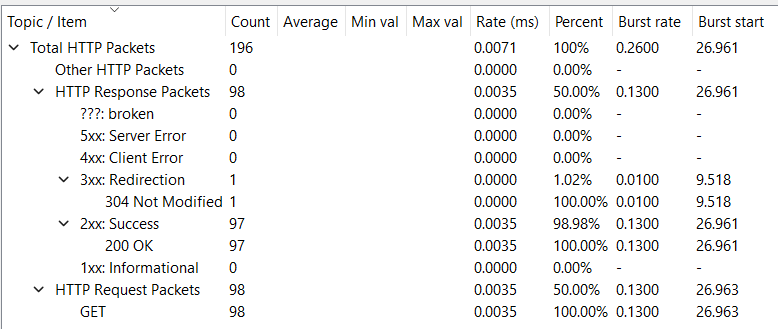 Topic / Item Count Average Min val Max val Rate (ms) Percent Burst rate Burst start
Total HTTP Packets 196 0.0071 100% 0.2600 26.961
Other HTTP Packets 0 0.0000 0.00% - -
HTTP Response Packets 98 0.0035 50.00% 0.1300 26.961
???: broken 0 0.0000 0.00% - -
5xx: Server Error 0 0.0000 0.00% - -
4xx: Client Error 0 0.0000 0.00% - -
3xx: Redirection 1 0.0000 1.02% 0.0100 9.518
304 Not Modified 1 0.0000 100.00% 0.0100 9.518
2xx: Success 97 0.0035 98.98% 0.1300 26.961
200 OK 97 0.0035 100.00% 0.1300 26.961
1xx: Informational 0 0.0000 0.00% - -
HTTP Request Packets 98 0.0035 50.00% 0.1300 26.963
GET 98 0.0035 100.00% 0.1300 26.963